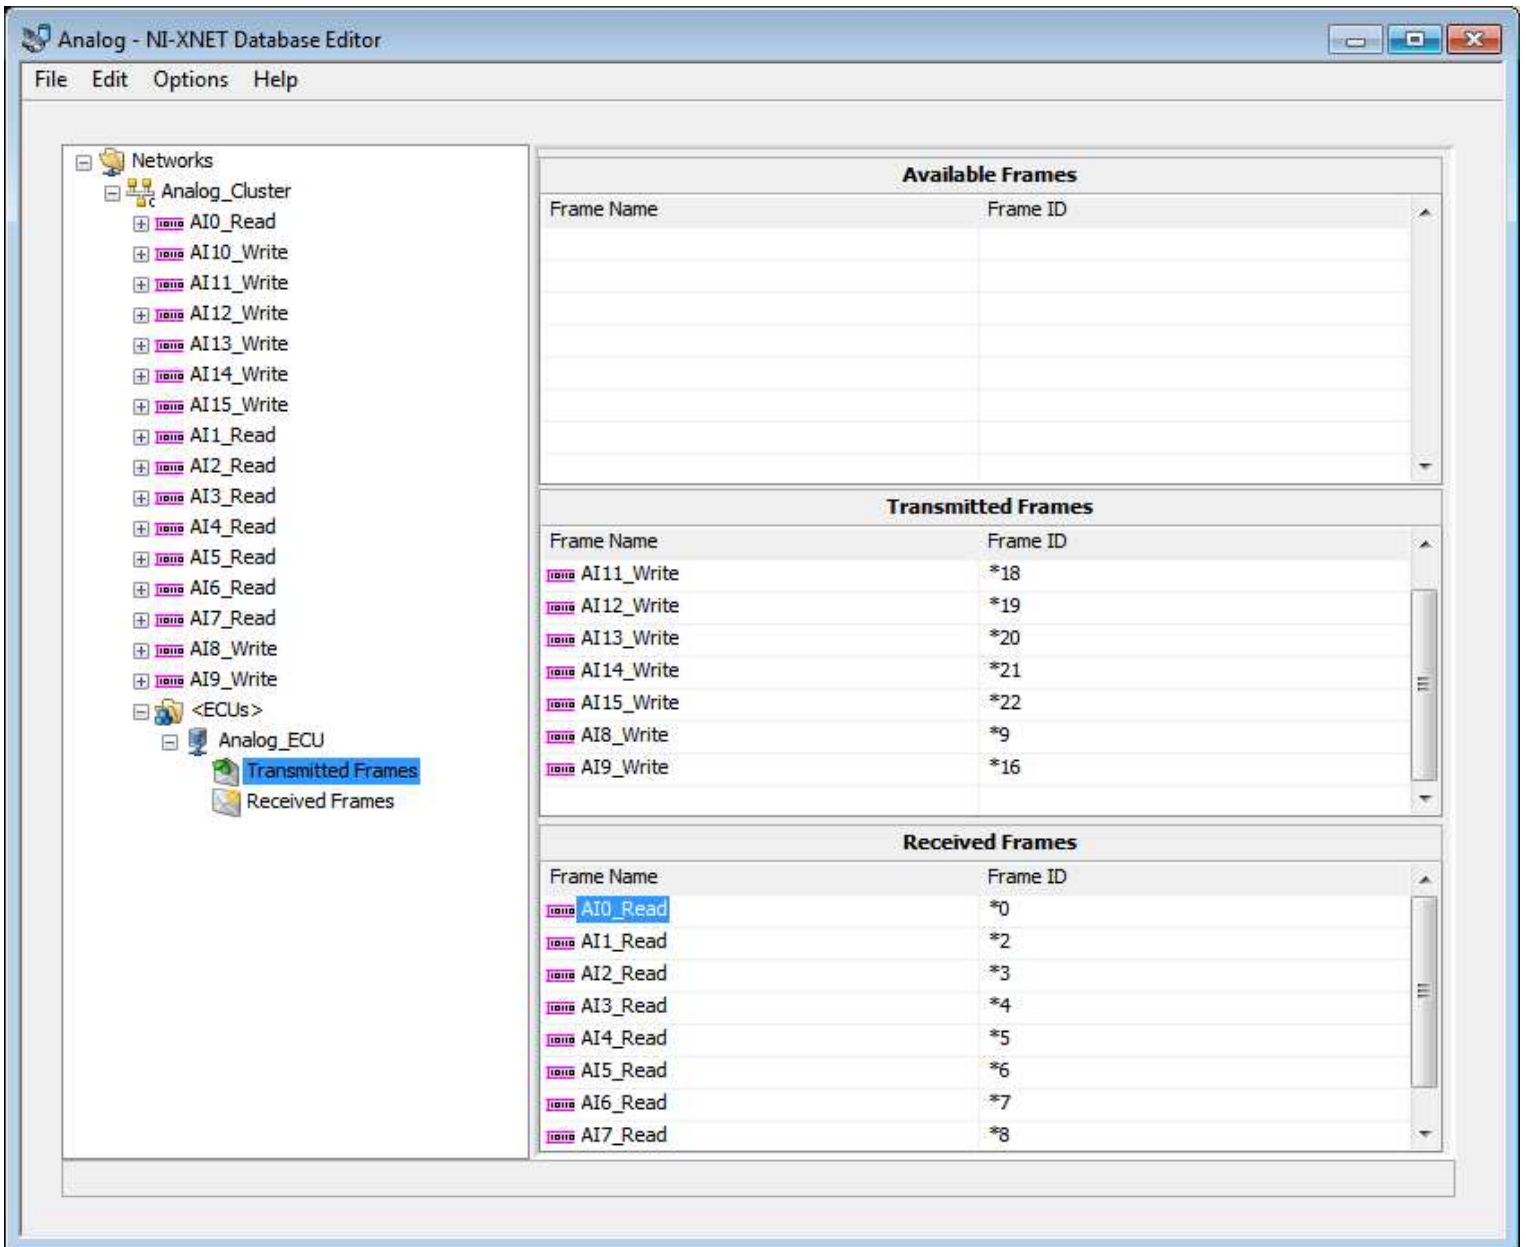 Analog - NI-XNET Database Editor
File Edit Options Help
Networks
Analog_Cluster
AI0_Read
AI10_Write
AI11_Write
AI12_Write
AI13_Write
AI14_Write
AI15_Write
AI1_Read
AI2_Read
AI3_Read
AI4_Read
AI5_Read
AI6_Read
AI7_Read
AI8_Write
AI9_Write
<ECUs>
Analog_ECU
Transmitted Frames
Received Frames
Available Frames
Frame Name Frame ID
Transmitted Frames
Frame Name Frame ID
AI11_Write *18
AI12_Write *19
AI13_Write *20
AI14_Write *21
AI15_Write *22
AI8_Write *9
AI9_Write *16
Received Frames
Frame Name Frame ID
AI0_Read *0
AI1_Read *2
AI2_Read *3
AI3_Read *4
AI4_Read *5
AI5_Read *6
AI6_Read *7
AI7_Read *8